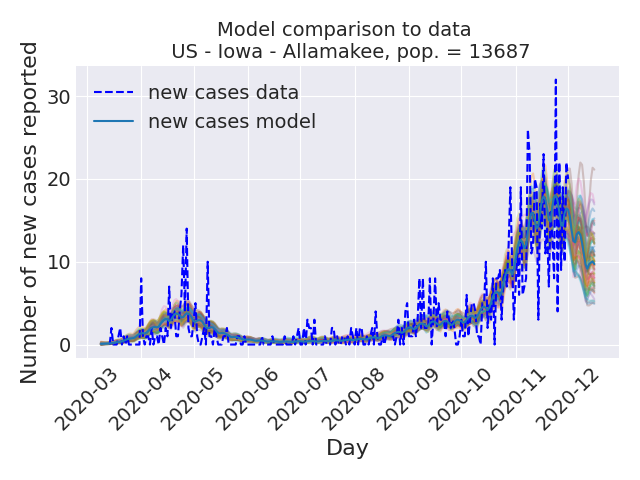 Model comparison to data
US - Iowa - Allamakee, pop. = 13687
Number of new cases reported
30
20
10
0
new cases data
new cases model
2020-03
2020-04
2020-05
2020-06
2020-07
2020-08
2020-09
2020-10
2020-11
2020-12
Day